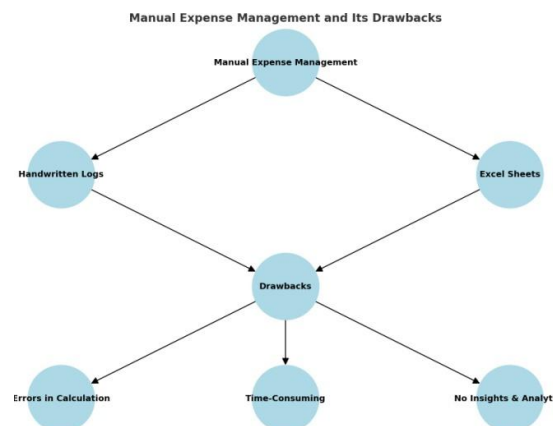 Manual Expense Management and Its Drawbacks
Manual Expense Management
Handwritten Logs
Excel Sheets
Drawbacks
Errors in Calculation
Time-Consuming
No Insights & Analyt